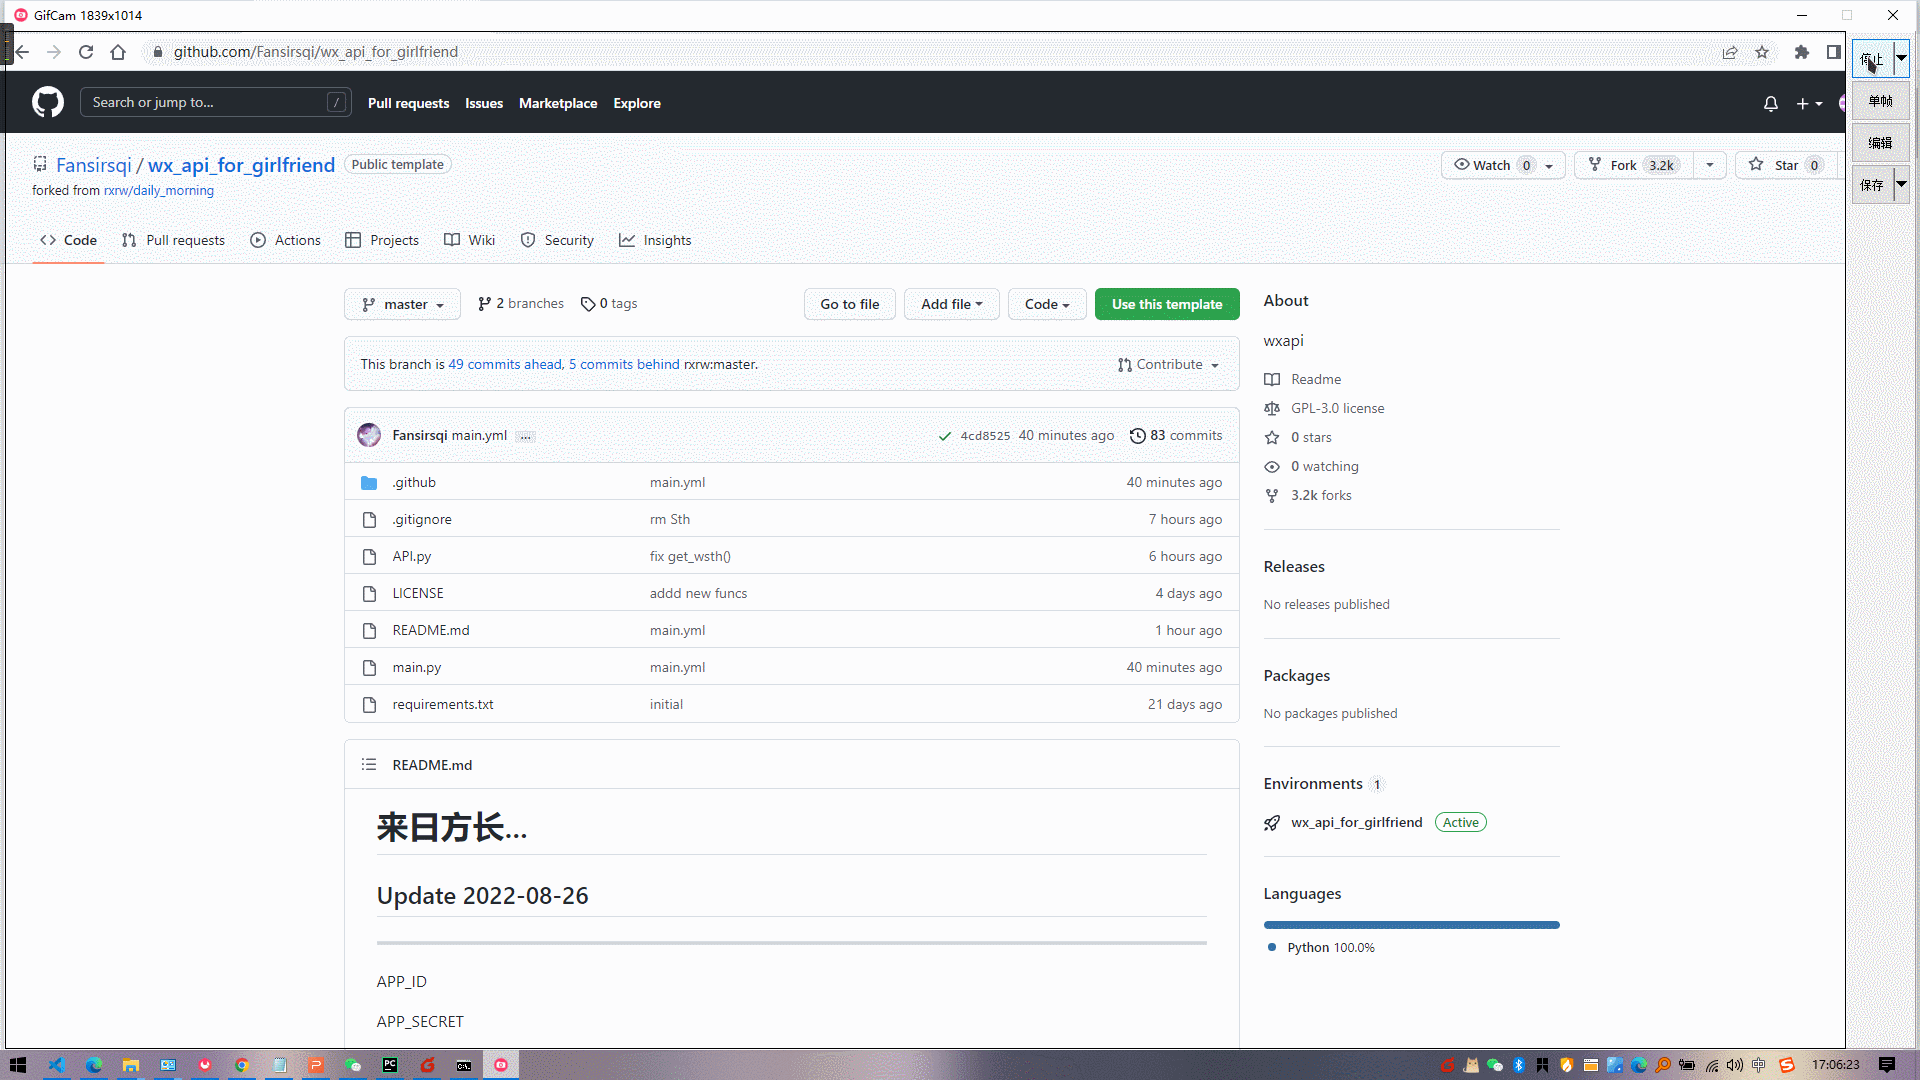 GifCam 1839x1014
github.com/Fansirsqi/wx_api_for_girlfriend
停止
Search or jump to... /
Pull requests Issues Marketplace Explore
单帧
编辑
保存
Fansirsqi / wx_api_for_girlfriend Public template
Watch 0 Fork 3.2k Star 0
forked from rxrw/daily_morning
Code Pull requests Actions Projects Wiki Security Insights
master 2 branches 0 tags Go to file Add file Code Use this template
This branch is 49 commits ahead, 5 commits behind rxrw:master. Contribute
Fansirsqi main.yml ... 4cd8525 40 minutes ago 83 commits
.github main.yml 40 minutes ago
.gitignore rm Sth 7 hours ago
API.py fix get_wsth() 6 hours ago
LICENSE addd new funcs 4 days ago
README.md main.yml 1 hour ago
main.py main.yml 40 minutes ago
requirements.txt initial 21 days ago
README.md
来日方长...
Update 2022-08-26
APP_ID
APP_SECRET
About
wxapi
Readme
GPL-3.0 license
0 stars
0 watching
3.2k forks
Releases
No releases published
Packages
No packages published
Environments 1
wx_api_for_girlfriend Active
Languages
Python 100.0%
中 17:06:23